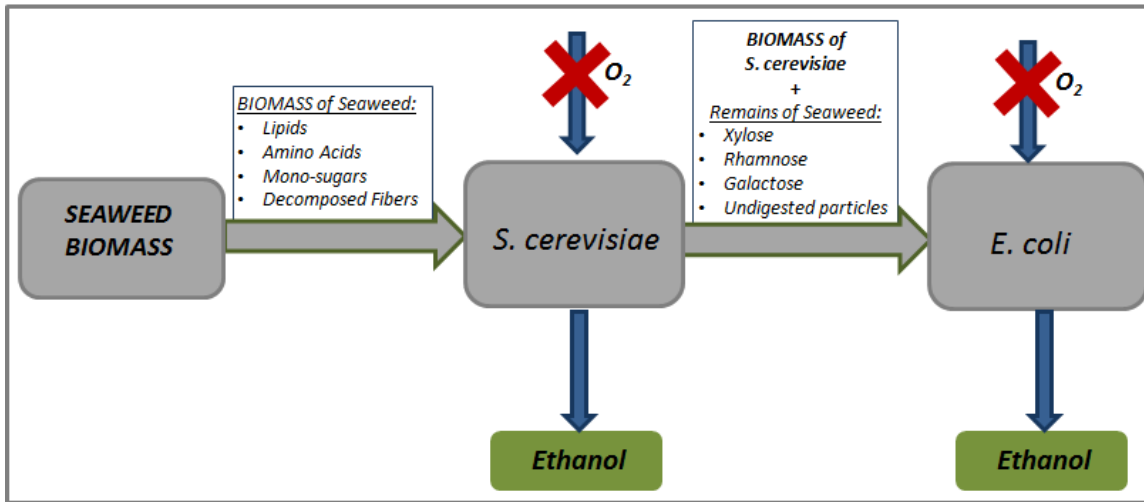 SEAWEED
BIOMASS
BIOMASS of Seaweed:
• Lipids
• Amino Acids
• Mono-sugars
• Decomposed Fibers
O2
S. cerevisiae
Ethanol
BIOMASS of
S. cerevisiae
+
Remains of Seaweed:
• Xylose
• Rhamnose
• Galactose
• Undigested particles
O2
E. coli
Ethanol